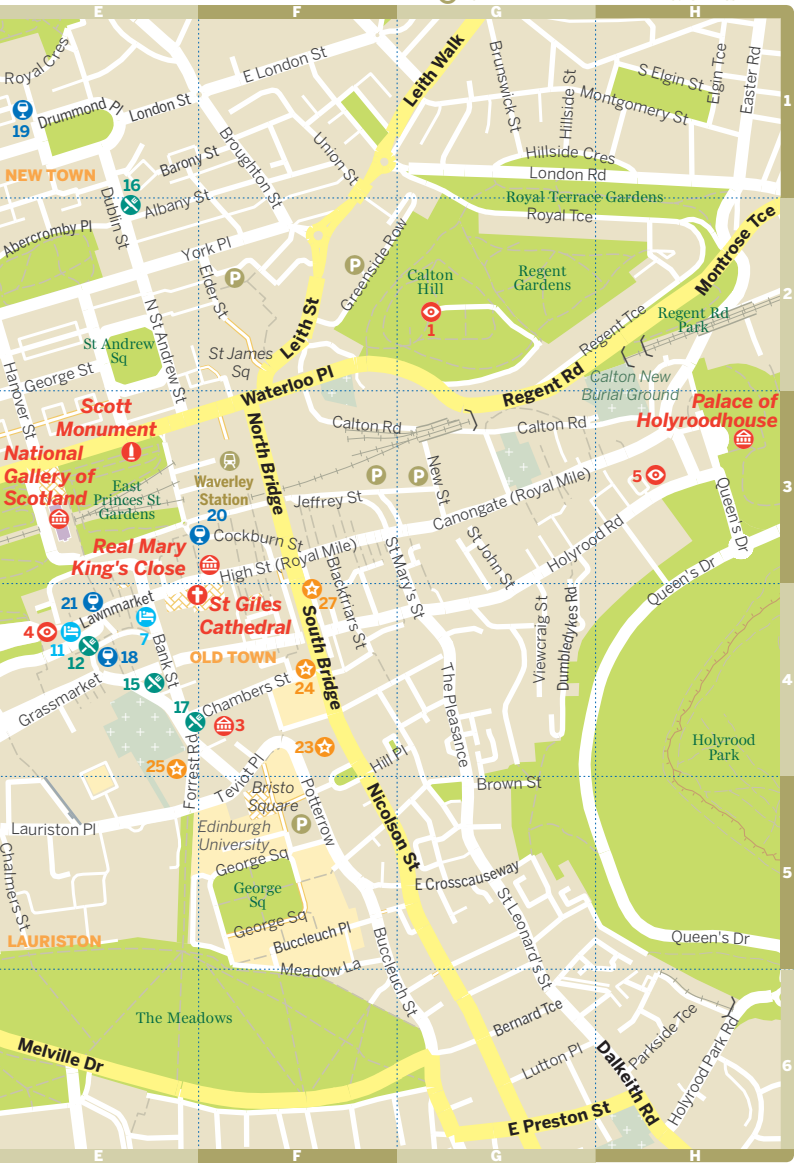 E
F
G
H
Royal Cres
E London St
Leith Walk
Brunswick St
Hillside St
S Elgin St
Elgin Tce
Easter Rd
1
Montgomery St
19
Drummond Pl
London St
Broughton St
Union St
Hillside Cres
London Rd
NEW TOWN
Barony St
16
Albany St
Dublin St
Royal Terrace Gardens
Royal Tce
Abercromby Pl
York Pl
Elder St
P
P
Greenside Row
Calton
Hill
1
Regent
Gardens
Montrose Tce
2
N St Andrew St
Leith St
Regent Rd
Park
Regent Tce
St Andrew
Sq
St James
Sq
George St
Hanover St
Waterloo Pl
Regent Rd
Calton New
Burial Ground
Scott
Monument
North Bridge
Calton Rd
Calton Rd
Palace of
Holyroodhouse
National
Gallery of
Scotland
Waverley
Station
P
P
New St
5
3
East
Princes St
Gardens
Jeffrey St
Canongate (Royal Mile)
Queen's Dr
20
Cockburn St
Real Mary
King's Close
High St (Royal Mile)
St Mary's St
St John St
Holyrood Rd
Queen's Dr
21
Lawnmarket
St Giles
Cathedral
27
Blackfriars St
Viewcraig St
Dumbiedykes Rd
4
11
7
12
18
Bank St
OLD TOWN
South Bridge
24
15
The Pleasance
4
Grassmarket
17
Chambers St
3
Holyrood
Park
23
Hill Pl
25
Forrest Rd
Teviot Pl
Bristo
Square
Potterrow
Nicolson St
Brown St
Lauriston Pl
Edinburgh
University
P
Chalmers St
George Sq
E Crosscauseway
5
George
Sq
George Sq
St Leonard's St
LAURISTON
Buccleuch Pl
Queen's Dr
Meadow La
Buccleuch St
The Meadows
Bernard Tce
Melville Dr
Lutton Pl
Dalkeith Rd
Parkside Tce
Holyrood Park Rd
6
E Preston St
E
F
G
H